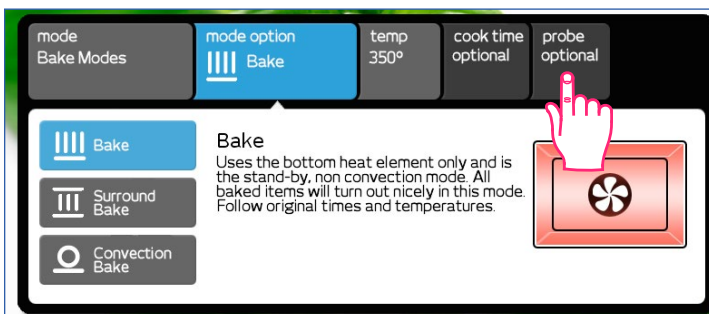 mode
Bake Modes
mode option
Bake
temp
350°
cook time
optional
probe
optional
Bake
Surround
Bake
Convection
Bake
Bake
Uses the bottom heat element only and is
the stand-by, non convection mode. All
baked items will turn out nicely in this mode.
Follow original times and temperatures.